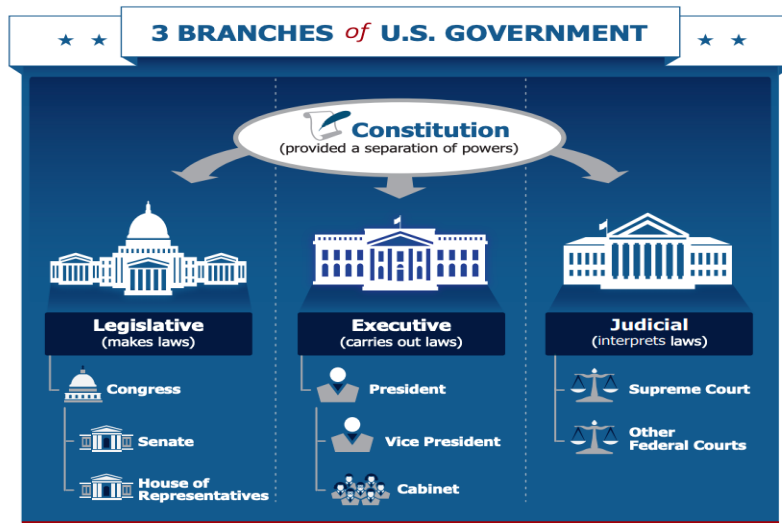 3 BRANCHES of U.S. GOVERNMENT
Constitution
(provided a separation of powers)
Legislative
(makes laws)
Congress
Senate
House of
Representatives
Executive
(carries out laws)
President
Vice President
Cabinet
Judicial
(interprets laws)
Supreme Court
Other
Federal Courts